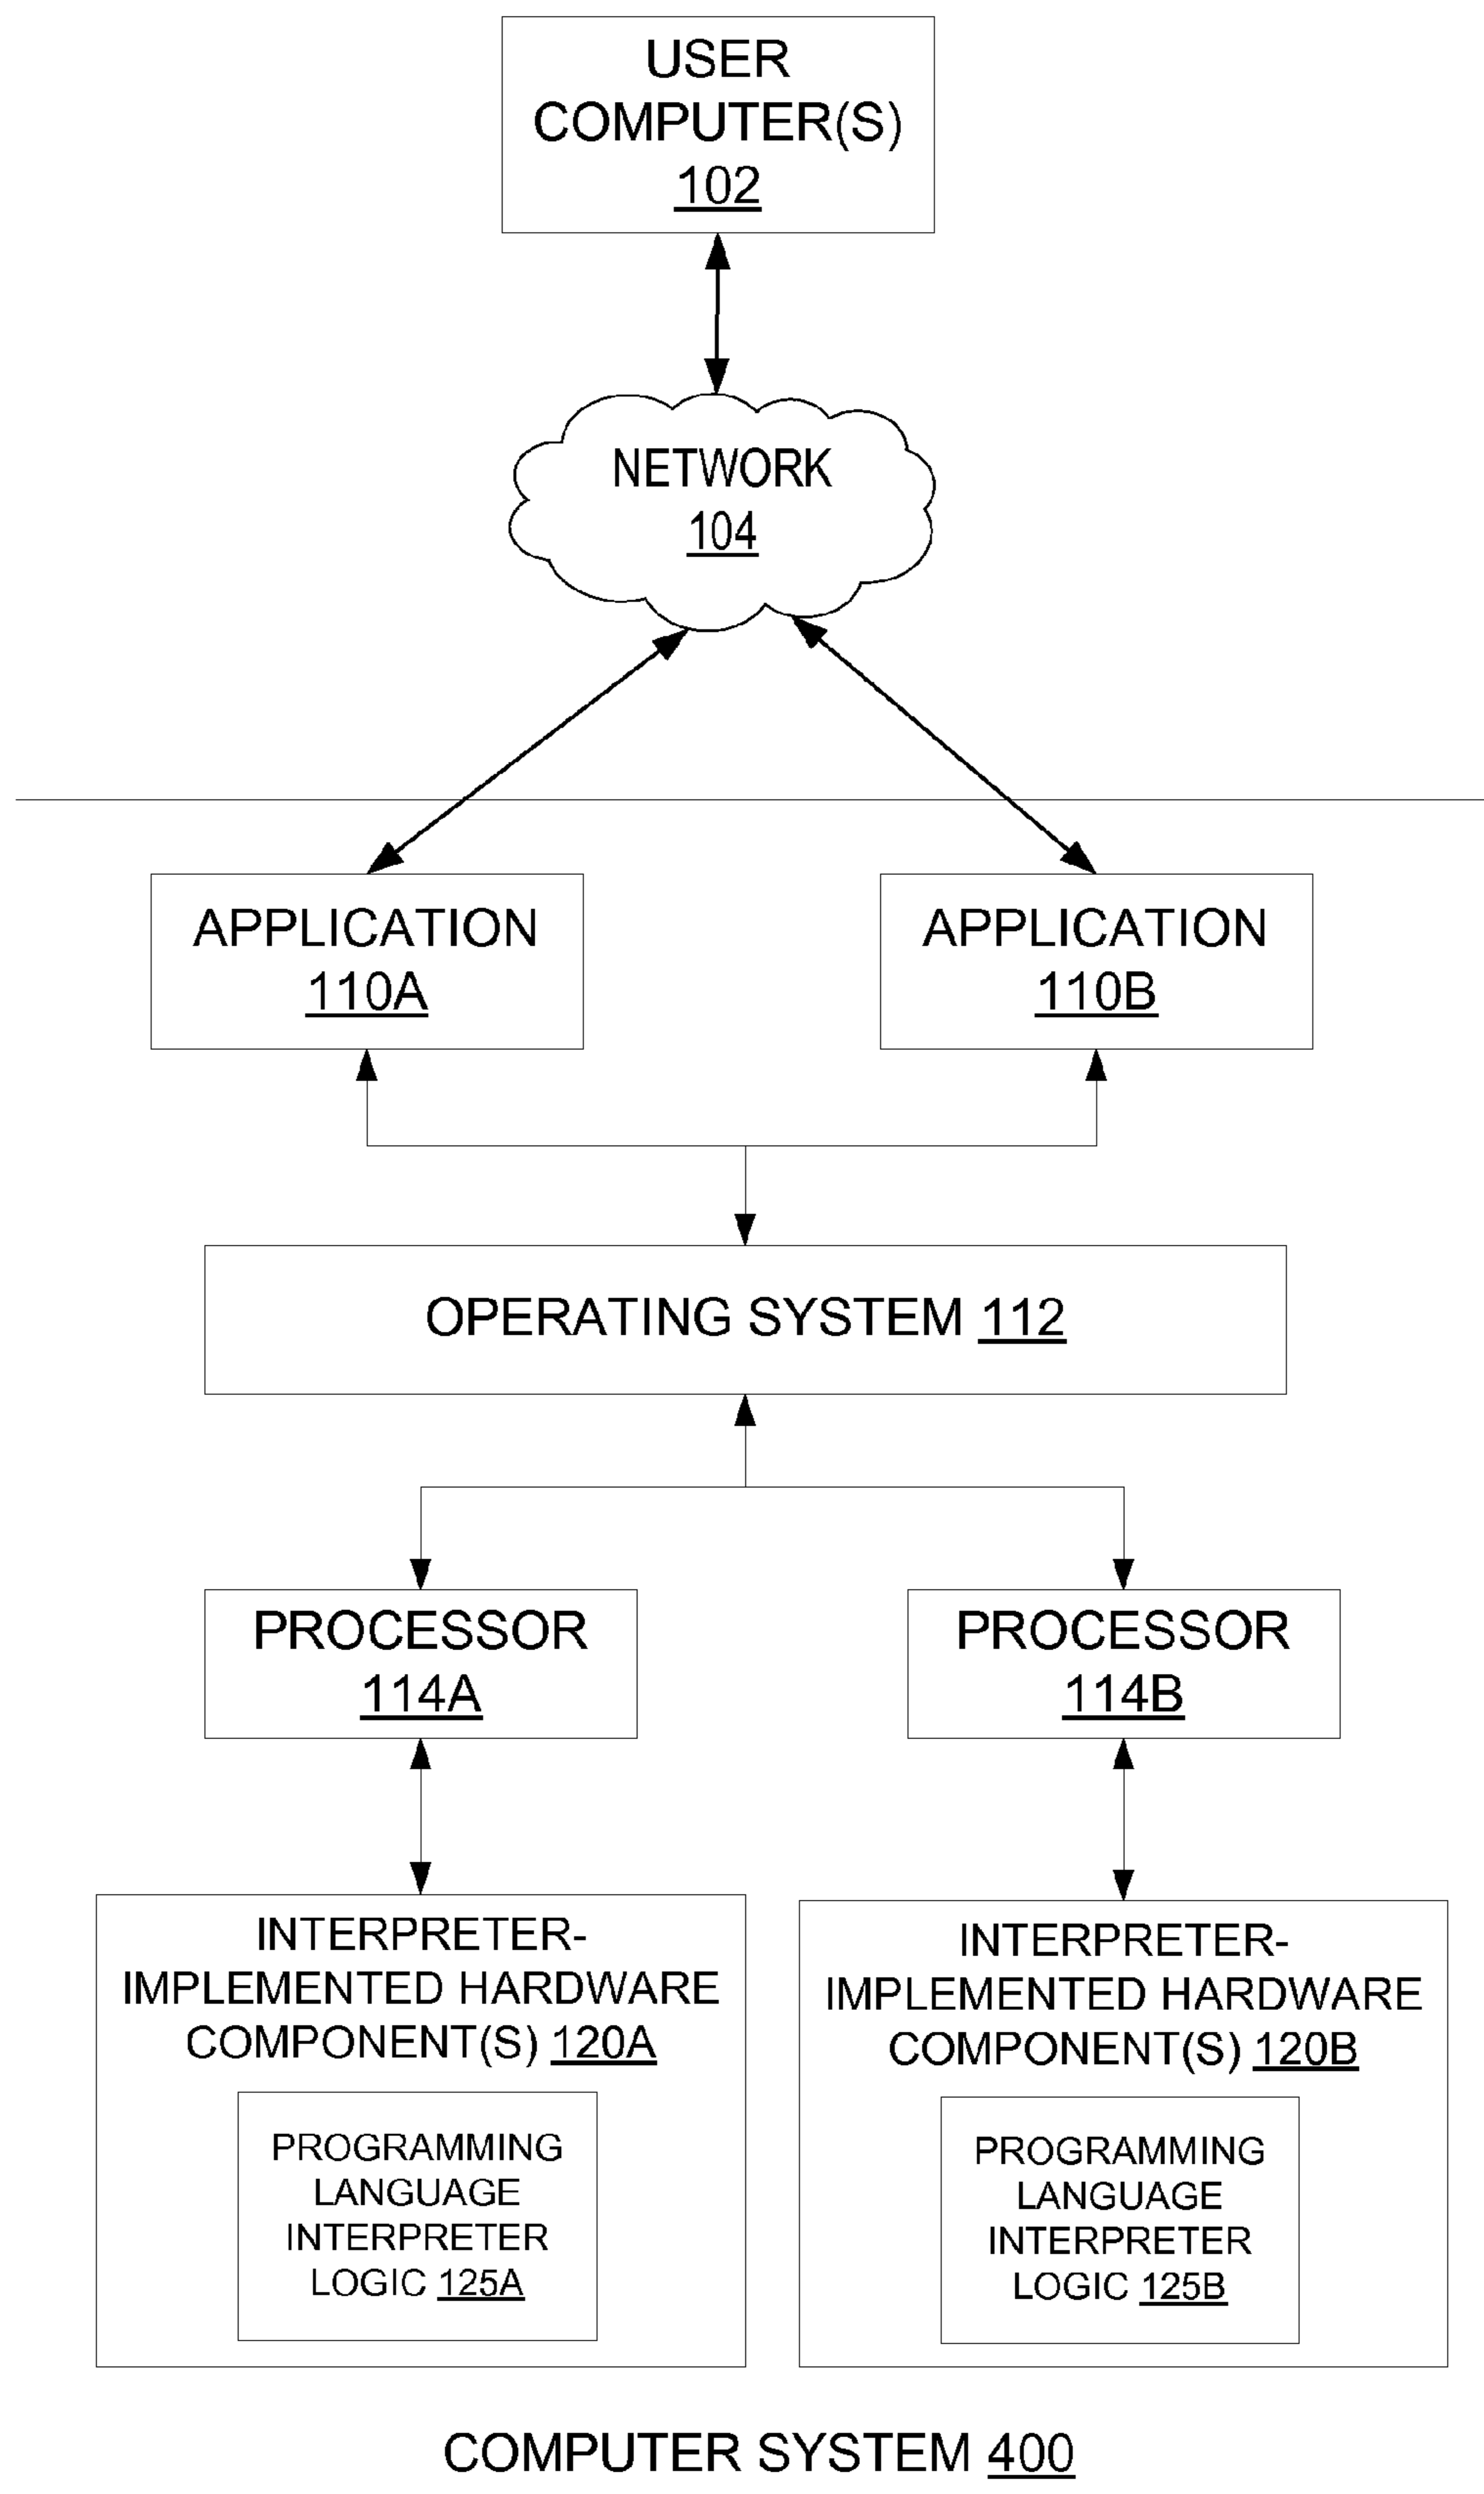 USER
COMPUTER(S)
102
NETWORK
104
APPLICATION
110A
APPLICATION
110B
OPERATING SYSTEM 112
PROCESSOR
114A
PROCESSOR
114B
INTERPRETER-
IMPLEMENTED HARDWARE
COMPONENT(S) 120A
PROGRAMMING
LANGUAGE
INTERPRETER
LOGIC 125A
INTERPRETER-
IMPLEMENTED HARDWARE
COMPONENT(S) 120B
PROGRAMMING
LANGUAGE
INTERPRETER
LOGIC 125B
COMPUTER SYSTEM 400